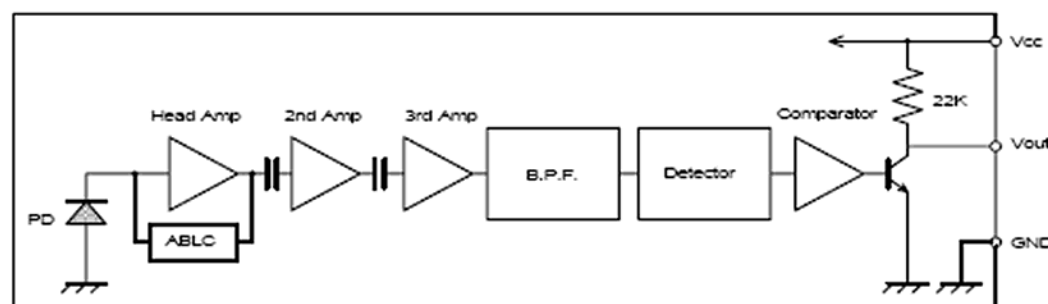 Vcc
22K
Head Amp
2nd Amp
3rd Amp
Comparator
Vout
B.P.F.
Detector
PD
ABLC
GND